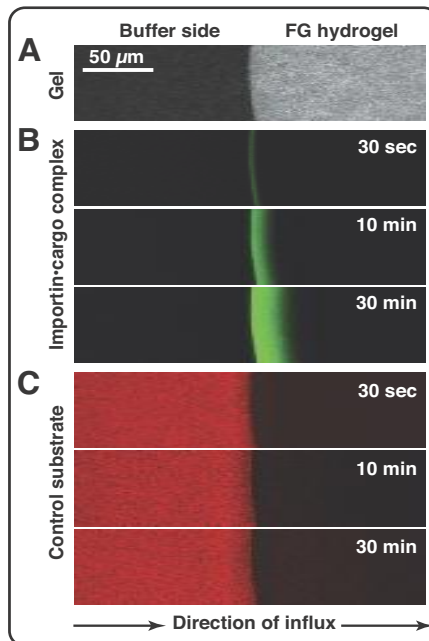 Buffer side FG hydrogel
A
50 µm
Gel
B
Importin·cargo complex
30 sec
10 min
30 min
C
Control substrate
30 sec
10 min
30 min
Direction of influx